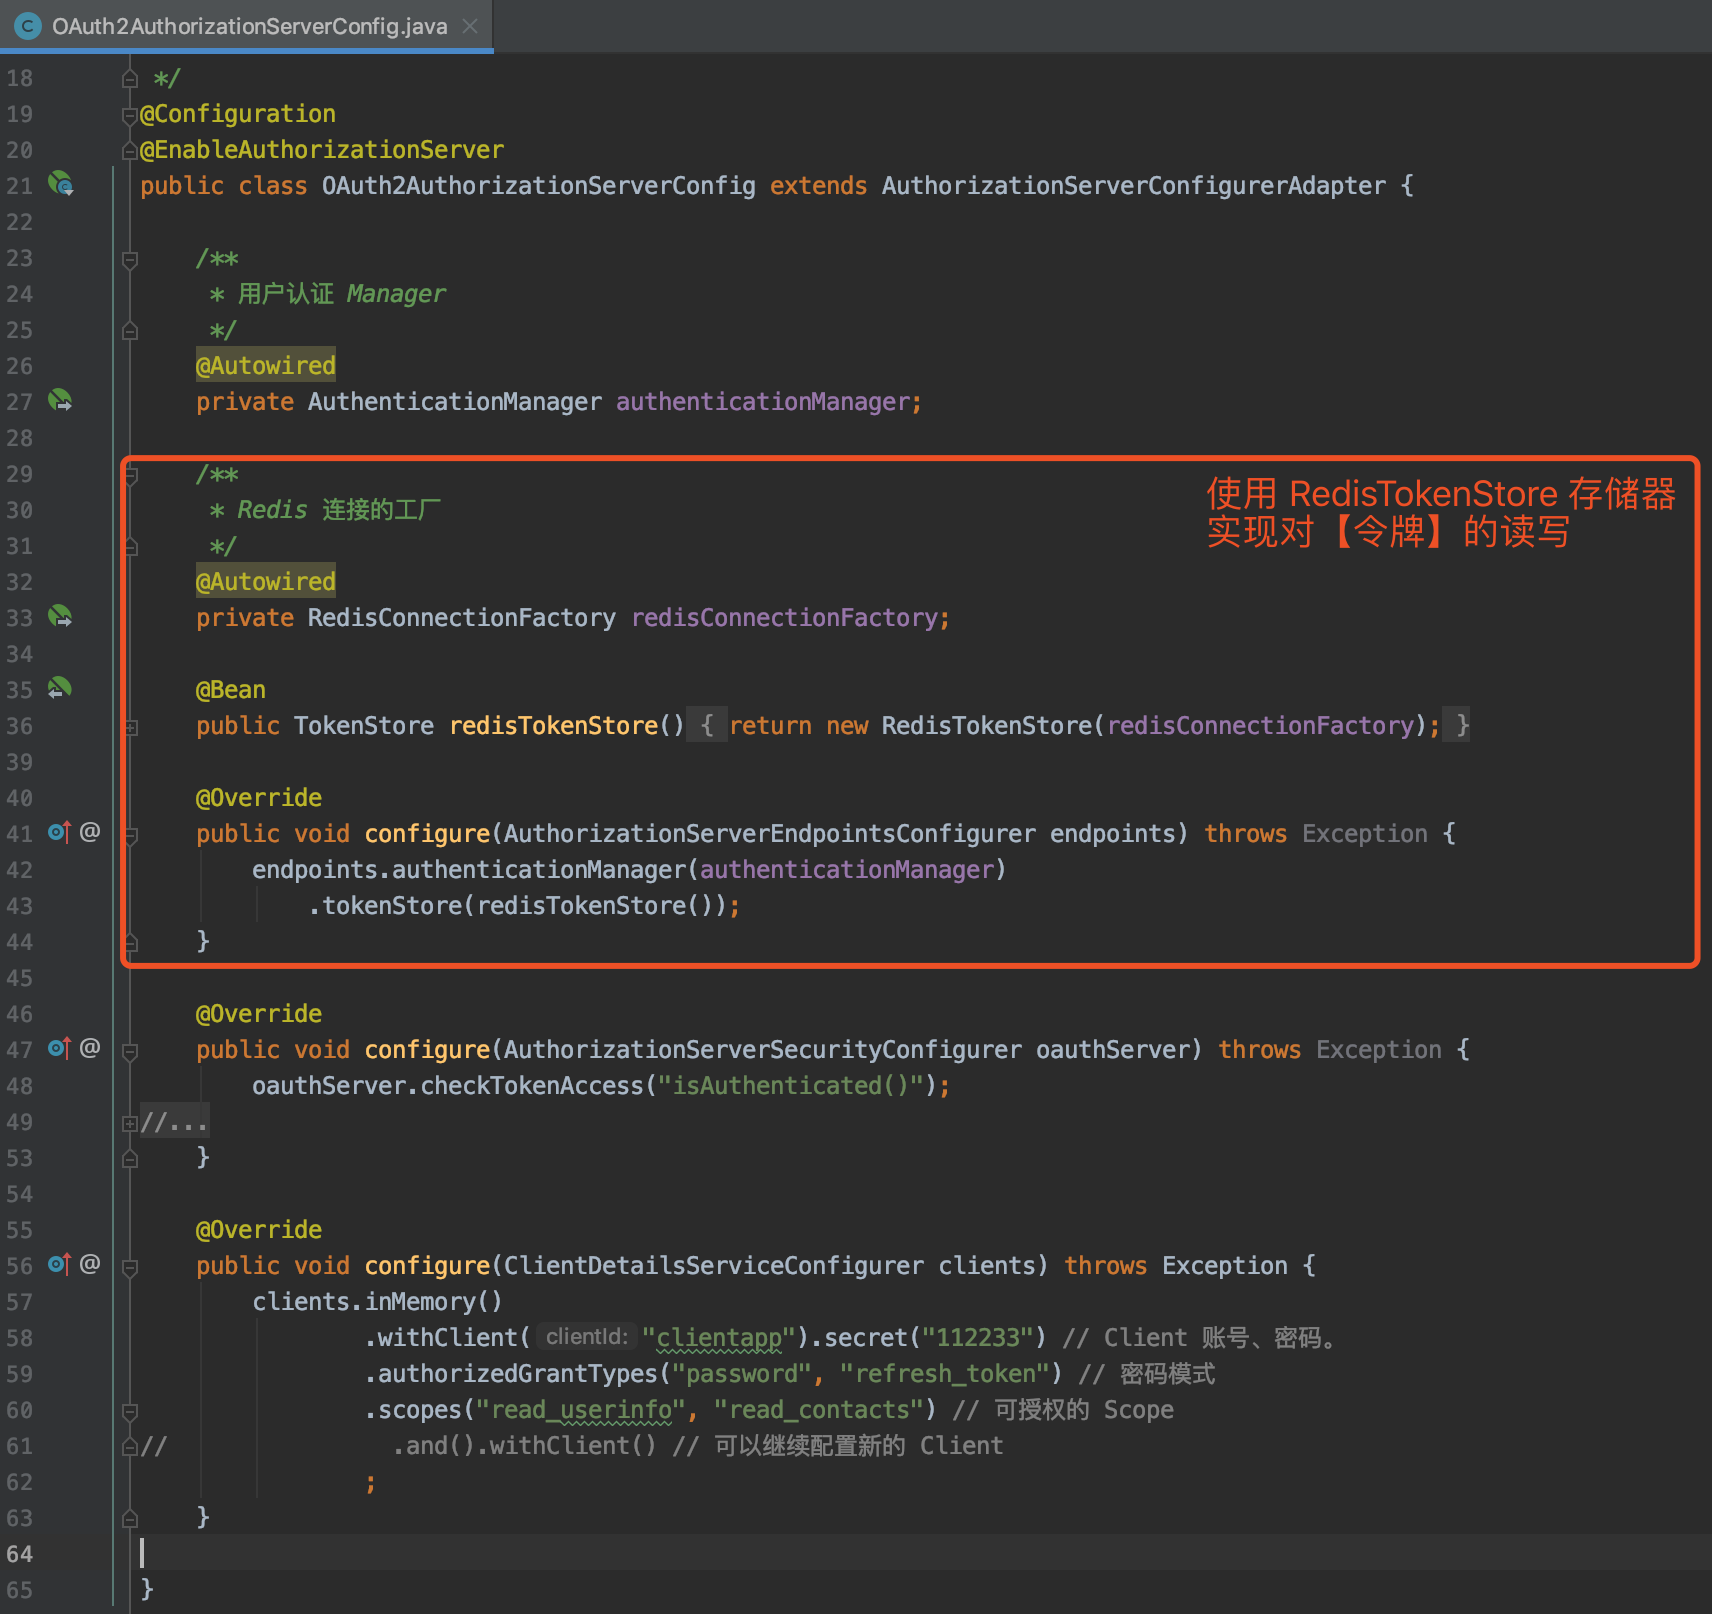 OAuth2AuthorizationServerConfig.java
18 */
19 @Configuration
20 @EnableAuthorizationServer
21 public class OAuth2AuthorizationServerConfig extends AuthorizationServerConfigurerAdapter {
22
23 /**
24 * 用户认证 Manager
25 */
26 @Autowired
27 private AuthenticationManager authenticationManager;
28
29 /**
使用 RedisTokenStore 存储器
30 * Redis 连接的工厂
实现对【令牌】的读写
31 */
32 @Autowired
33 private RedisConnectionFactory redisConnectionFactory;
34
35 @Bean
36 public TokenStore redisTokenStore() { return new RedisTokenStore(redisConnectionFactory); }
39
40 @Override
41 @ public void configure(AuthorizationServerEndpointsConfigurer endpoints) throws Exception {
42 endpoints.authenticationManager(authenticationManager)
43 .tokenStore(redisTokenStore());
44 }
45
46 @Override
47 @ public void configure(AuthorizationServerSecurityConfigurer oauthServer) throws Exception {
48 oauthServer.checkTokenAccess("isAuthenticated()");
49 //...
53 }
54
55 @Override
56 @ public void configure(ClientDetailsServiceConfigurer clients) throws Exception {
57 clients.inMemory()
58 .withClient( clientId: "clientapp").secret("112233") // Client 账号、密码。
59 .authorizedGrantTypes("password", "refresh_token") // 密码模式
60 .scopes("read_userinfo", "read_contacts") // 可授权的 Scope
61 // .and().withClient() // 可以继续配置新的 Client
62 ;
63 }
64
65 }